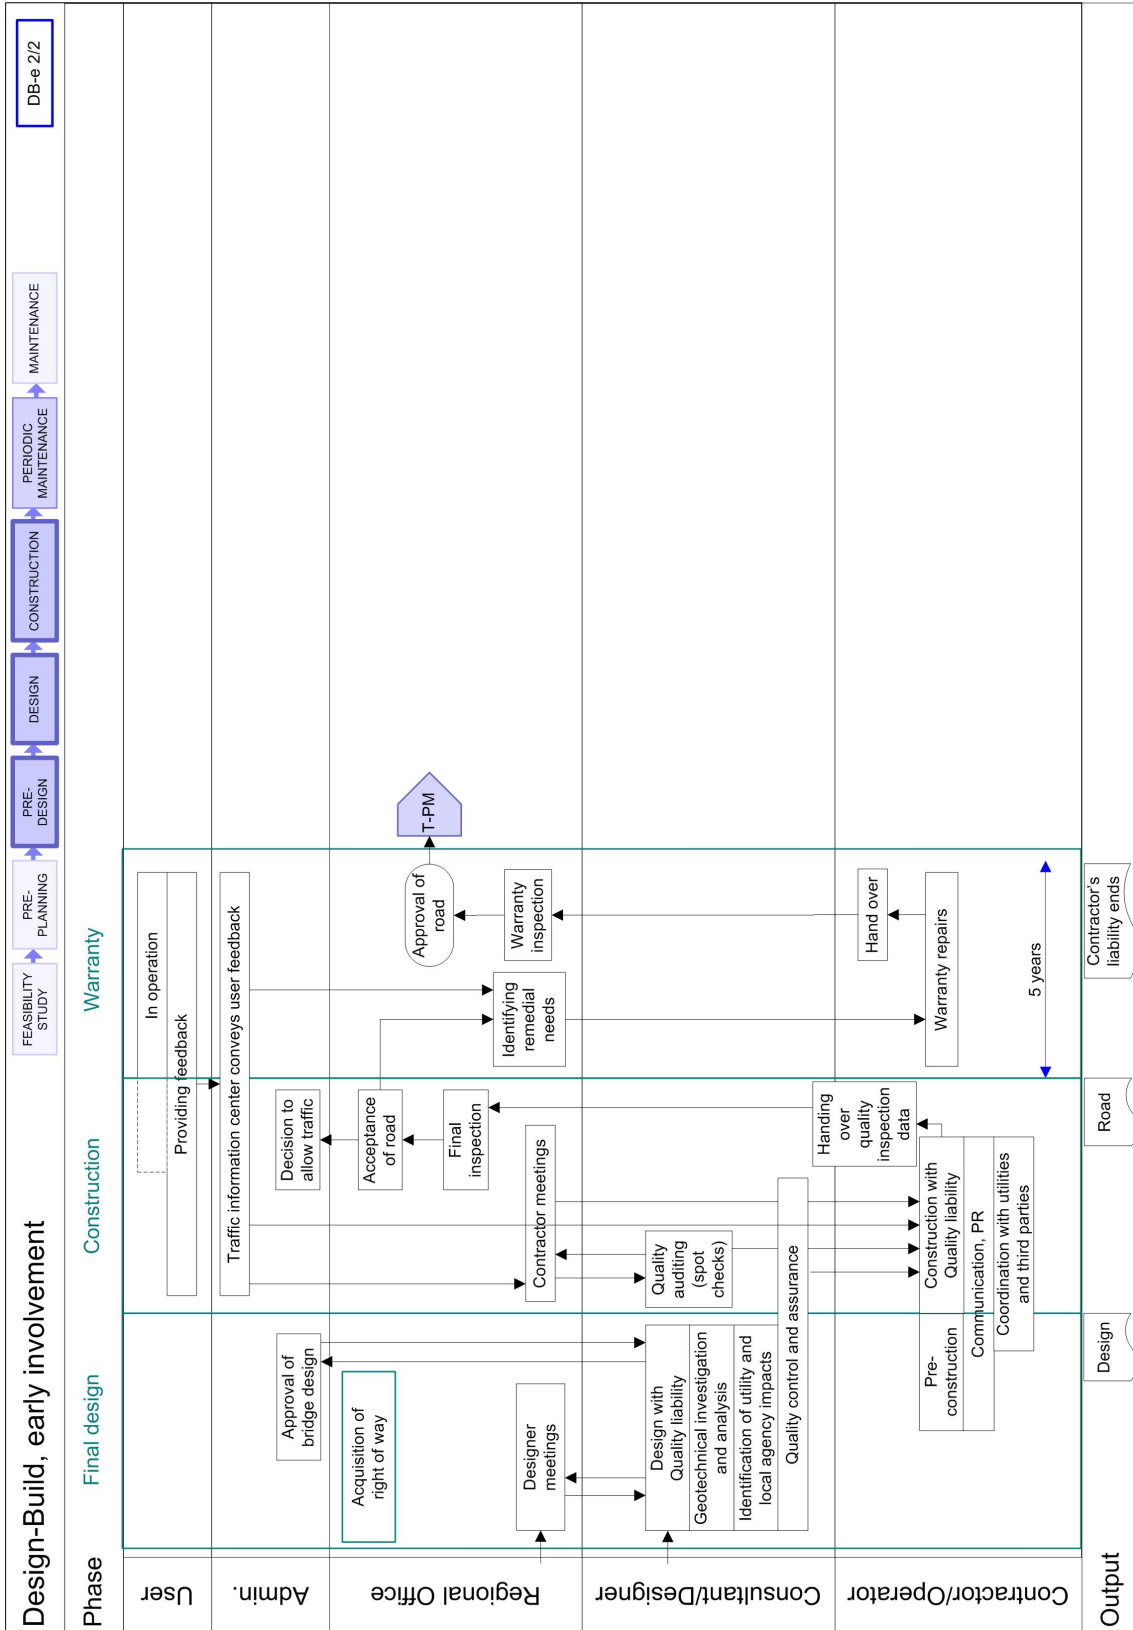 Design-Build, early involvement
FEASIBILITY
STUDY
PRE-
PLANNING
PRE-
DESIGN
DESIGN
CONSTRUCTION
PERIODIC
MAINTENANCE
MAINTENANCE
DB-e 2/2
Phase
Final design
Construction
Warranty
User
In operation
Providing feedback
Admin.
Traffic information center conveys user feedback
Approval of
bridge design
Decision to
allow traffic
Regional Office
Acquisition of
right of way
Acceptance
of road
Approval of
road
T-PM
Final
inspection
Designer
meetings
Contractor meetings
Identifying
remedial
needs
Warranty
inspection
Consultant/Designer
Design with
Quality liability
Geotechnical investigation
and analysis
Identification of utility and
local agency impacts
Quality control and assurance
Quality
auditing
(spot
checks)
Contractor/Operator
Handing
over
quality
inspection
data
Hand over
Pre-
construction
Construction with
Quality liability
Communication, PR
Coordination with utilities
and third parties
Warranty repairs
5 years
Output
Design
Road
Contractor’s
liability ends